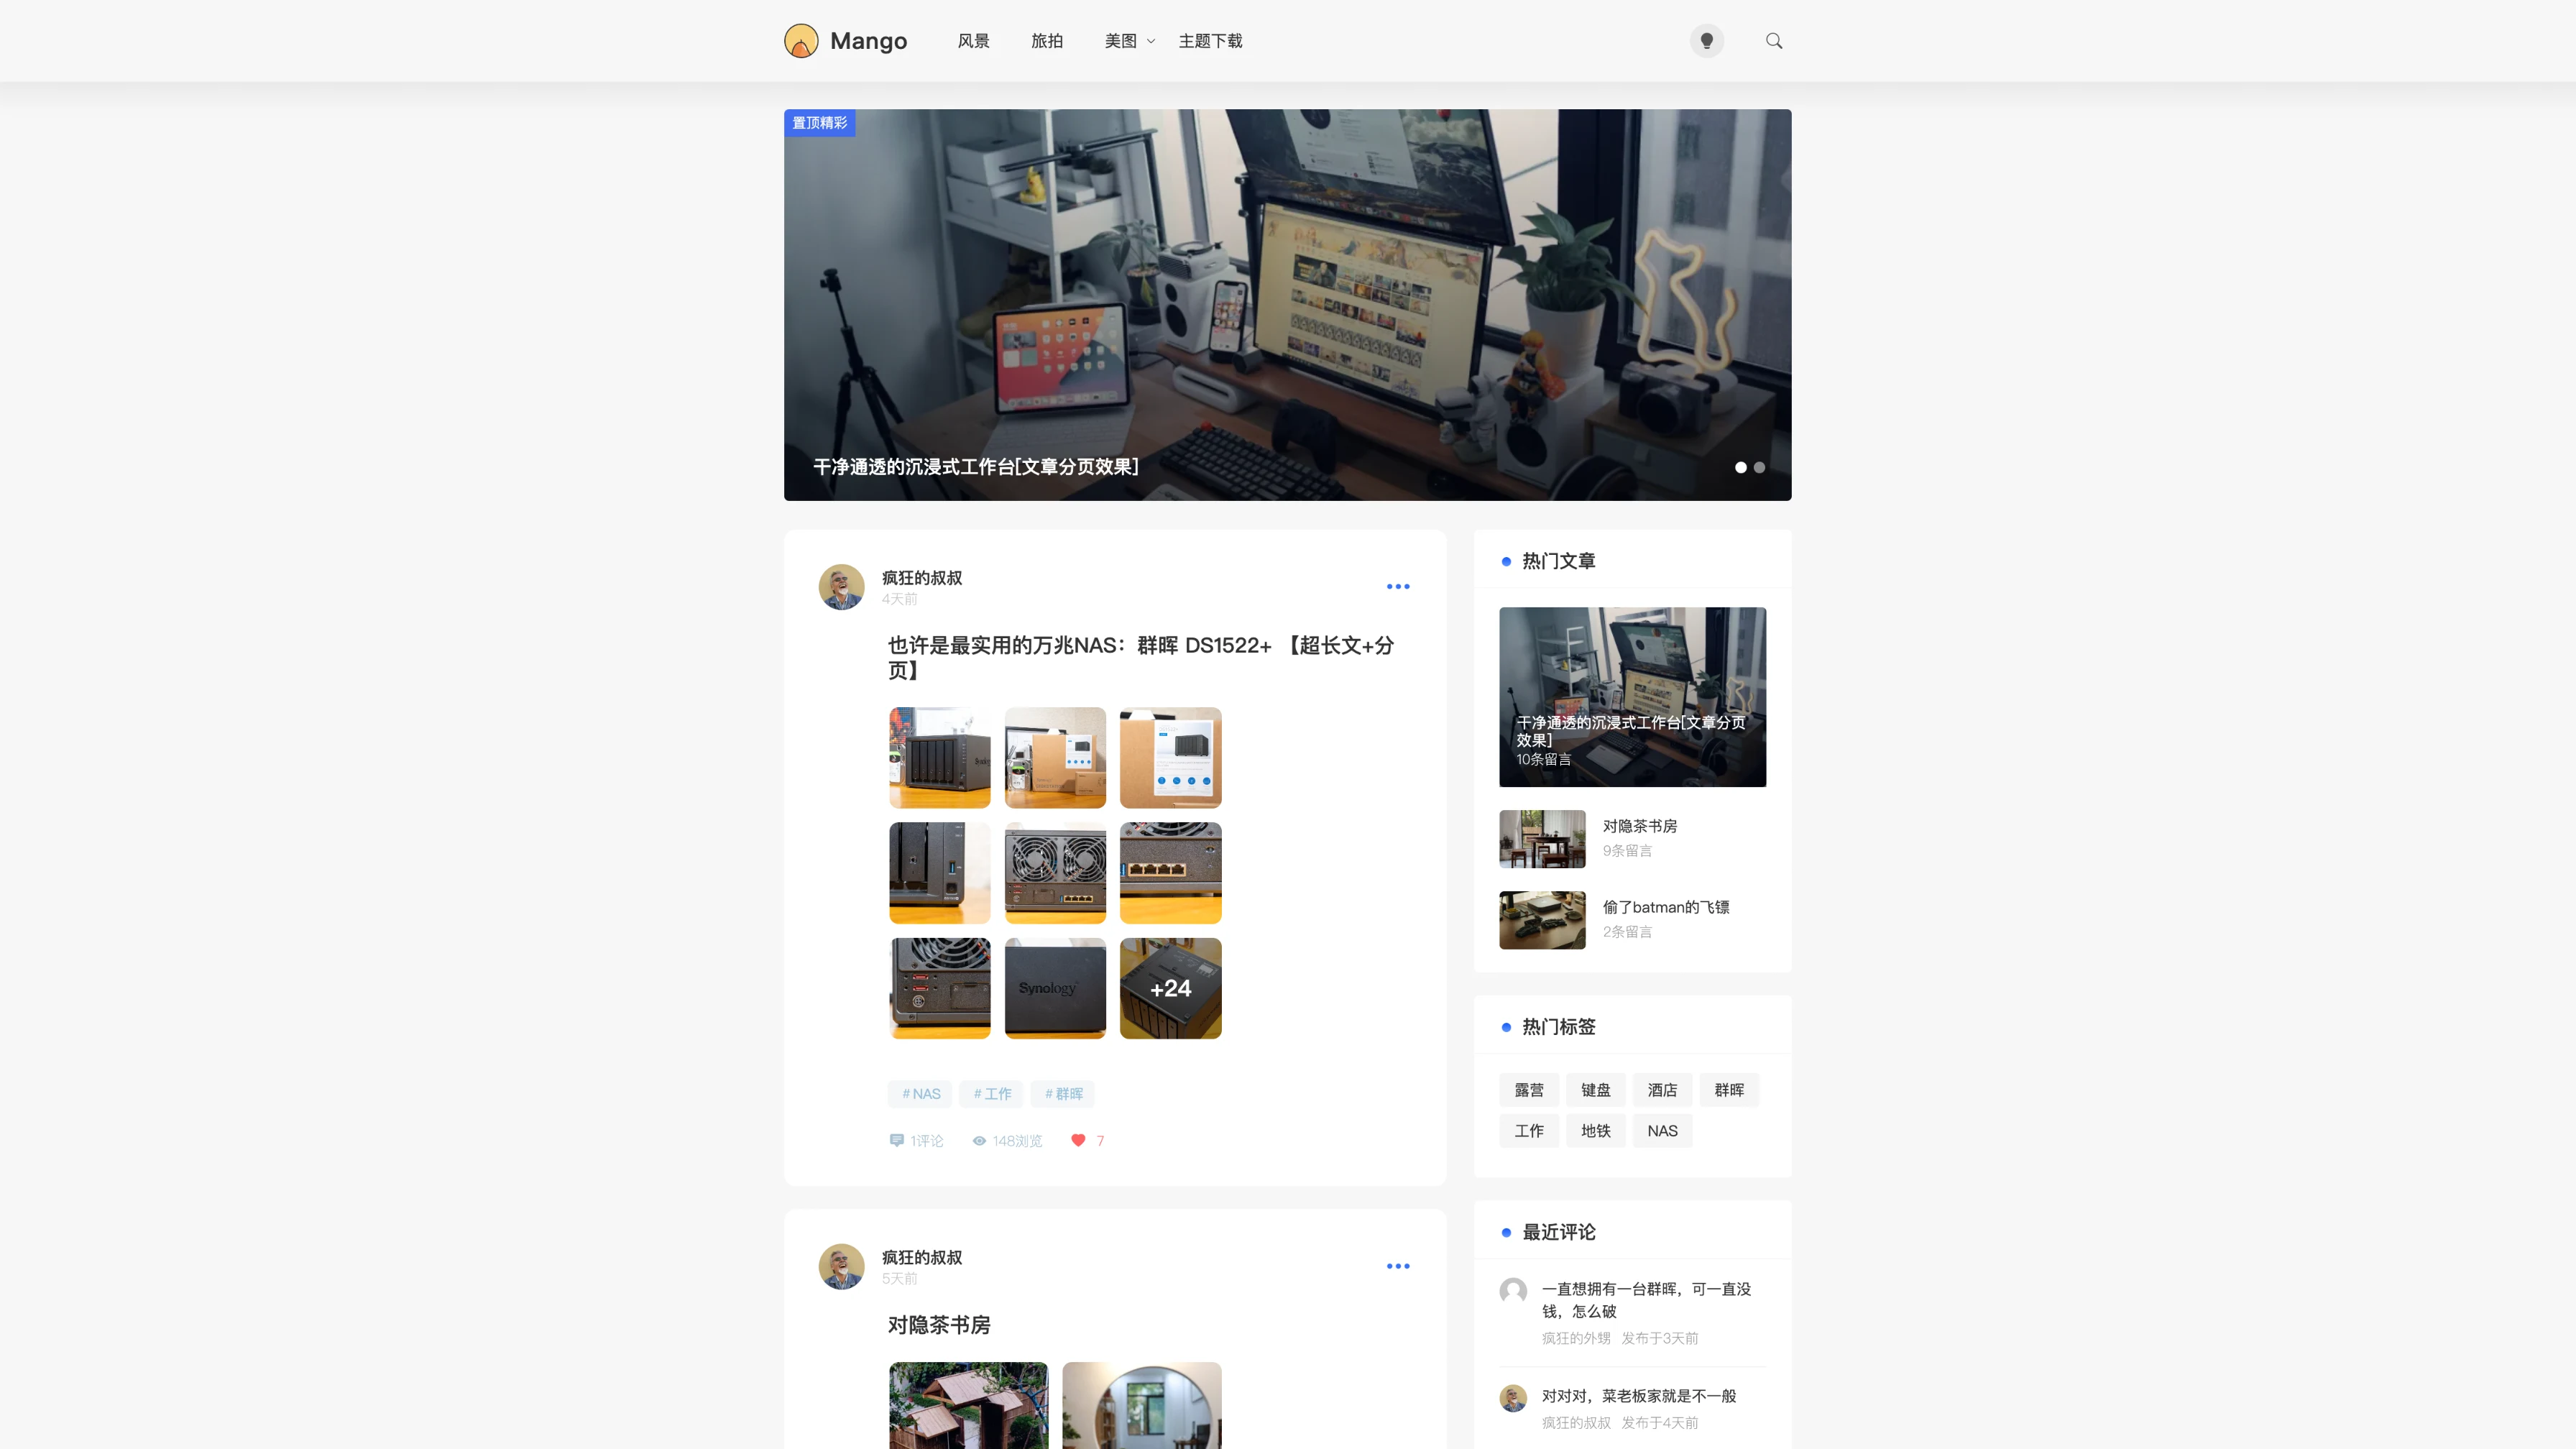 Mango
风景
旅拍
美图
主题下载
置顶精彩
干净通透的沉浸式工作台[文章分页效果]
疯狂的叔叔
4天前
也许是最实用的万兆NAS：群晖 DS1522+ 【超长文+分
页】
Synology
+24
# NAS
# 工作
# 群晖
1评论
148浏览
7
疯狂的叔叔
5天前
对隐茶书房
热门文章
干净通透的沉浸式工作台[文章分页
效果]
10条留言
对隐茶书房
9条留言
偷了batman的飞镖
2条留言
热门标签
露营
键盘
酒店
群晖
工作
地铁
NAS
最近评论
一直想拥有一台群晖，可一直没
钱，怎么破
疯狂的外甥 发布于3天前
对对对，菜老板家就是不一般
疯狂的叔叔 发布于4天前